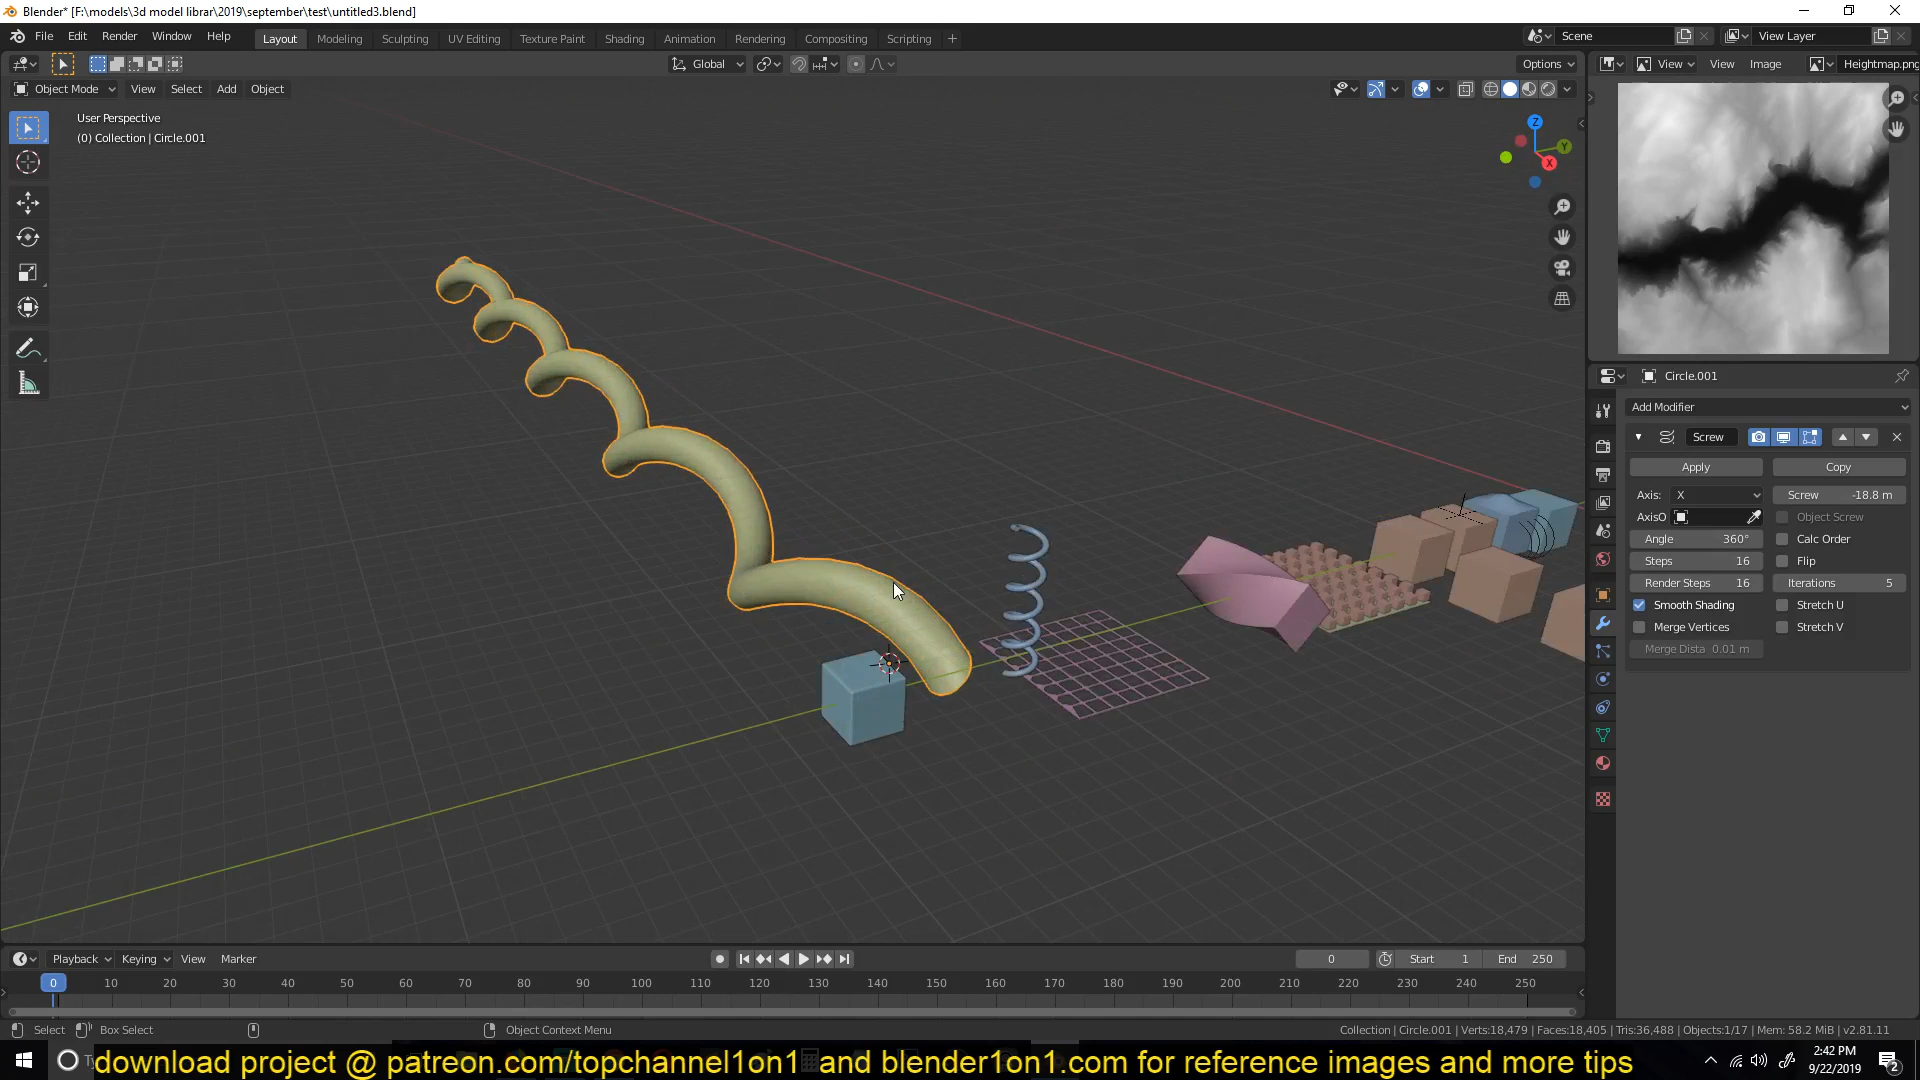 Blender* [F:\models\3d model librar\2019\september\test\untitled3.blend]
File Edit Render Window Help Layout Modeling Sculpting UV Editing Texture Paint Shading Animation Rendering Compositing Scripting + Scene View Layer
Global Options View View Image Heightmap.png
Object Mode View Select Add Object
User Perspective
(0) Collection | Circle.001
Z
Y
X
Circle.001
Add Modifier
Screw
Apply Copy
Axis: X Screw -18.8 m
AxisO Object Screw
Angle 360° Calc Order
Steps 16 Flip
Render Steps 16 Iterations 5
Smooth Shading Stretch U
Merge Vertices Stretch V
Merge Dista 0.01 m
Playback Keying View Marker 0 Start 1 End 250
0 10 20 30 40 50 60 70 80 90 100 110 120 130 140 150 160 170 180 190 200 210 220 230 240 250
Select Box Select Object Context Menu Collection | Circle.001 | Verts:18,479 | Faces:18,405 | Tris:36,488 | Objects:1/17 | Mem: 58.2 MiB | v2.81.11
download project @ patreon.com/topchannel1on1 and blender1on1.com for reference images and more tips
2:42 PM
9/22/2019
2